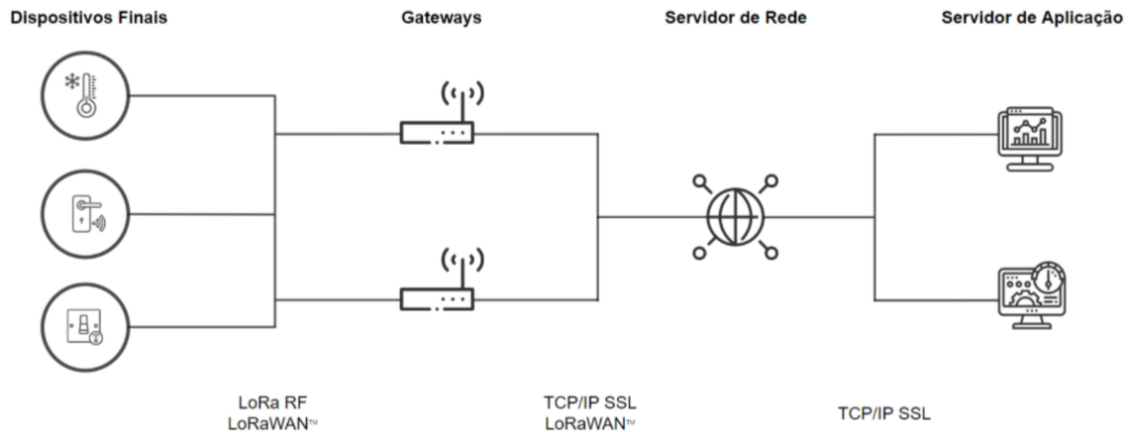 Dispositivos Finais
Gateways
Servidor de Rede
Servidor de Aplicação
LoRa RF
LoRaWAN™
TCP/IP SSL
LoRaWAN™
TCP/IP SSL